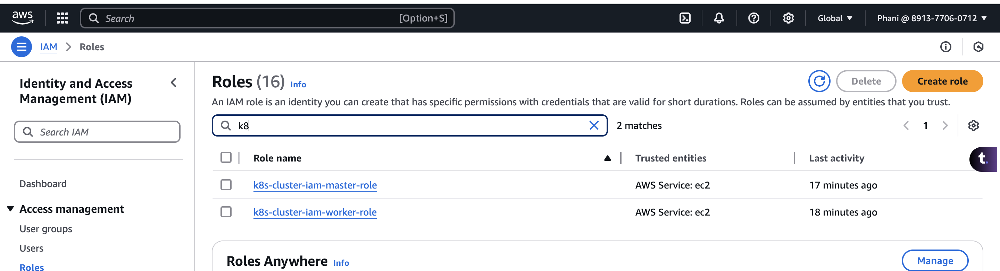 aws
Search [Option+S]
Global
Phani @ 8913-7706-0712
IAM > Roles
Identity and Access
Management (IAM)
Search IAM
Dashboard
Access management
User groups
Users
Roles
Roles (16) Info
Delete
Create role
An IAM role is an identity you can create that has specific permissions with credentials that are valid for short durations. Roles can be assumed by entities that you trust.
k8
2 matches
1
Role name Trusted entities Last activity
k8s-cluster-iam-master-role AWS Service: ec2 17 minutes ago
k8s-cluster-iam-worker-role AWS Service: ec2 18 minutes ago
t.
Roles Anywhere Info
Manage